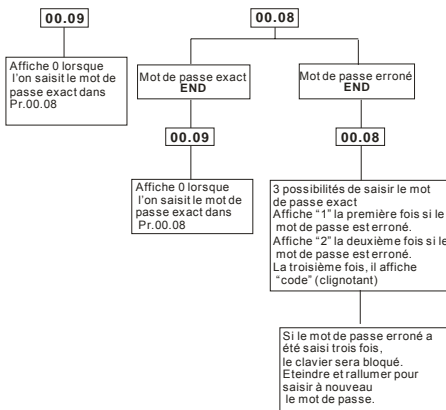 00.09
Affiche 0 lorsque
l'on saisit le mot de
passe exact dans
Pr.00.08
00.08
Mot de passe exact
END
00.09
Affiche 0 lorsque
l'on saisit le mot de
passe exact dans
Pr.00.08
Mot de passe erroné
END
00.08
3 possibilités de saisir le mot
de passe exact
Affiche "1" la première fois si le
mot de passe est erroné.
Affiche "2" la deuxième fois si le
mot de passe est erroné.
La troisième fois, il affiche
"code" (clignotant)
Si le mot de passe erroné a
été saisi trois fois,
le clavier sera bloqué.
Eteindre et rallumer pour
saisir à nouveau
le mot de passe.